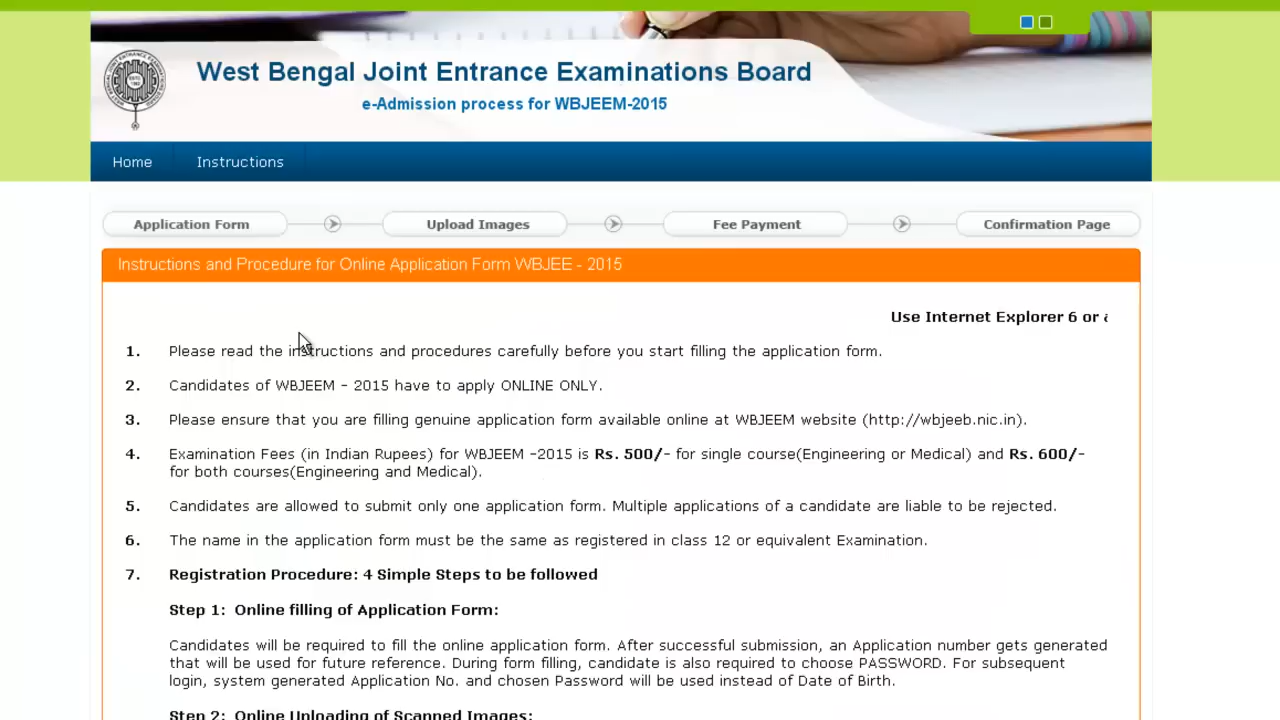 West Bengal Joint Entrance Examinations Board
e-Admission process for WBJEEM-2015
Home Instructions
Application Form Upload Images Fee Payment Confirmation Page
Instructions and Procedure for Online Application Form WBJEE - 2015
Use Internet Explorer 6 or
1. Please read the instructions and procedures carefully before you start filling the application form.
2. Candidates of WBJEEM - 2015 have to apply ONLINE ONLY.
3. Please ensure that you are filling genuine application form available online at WBJEEM website (http://wbjeeb.nic.in).
4. Examination Fees (in Indian Rupees) for WBJEEM -2015 is Rs. 500/- for single course(Engineering or Medical) and Rs. 600/-
for both courses(Engineering and Medical).
5. Candidates are allowed to submit only one application form. Multiple applications of a candidate are liable to be rejected.
6. The name in the application form must be the same as registered in class 12 or equivalent Examination.
7. Registration Procedure: 4 Simple Steps to be followed
Step 1: Online filling of Application Form:
Candidates will be required to fill the online application form. After successful submission, an Application number gets generated
that will be used for future reference. During form filling, candidate is also required to choose PASSWORD. For subsequent
login, system generated Application No. and chosen Password will be used instead of Date of Birth.
Step 2: Online Uploading of Scanned Images: